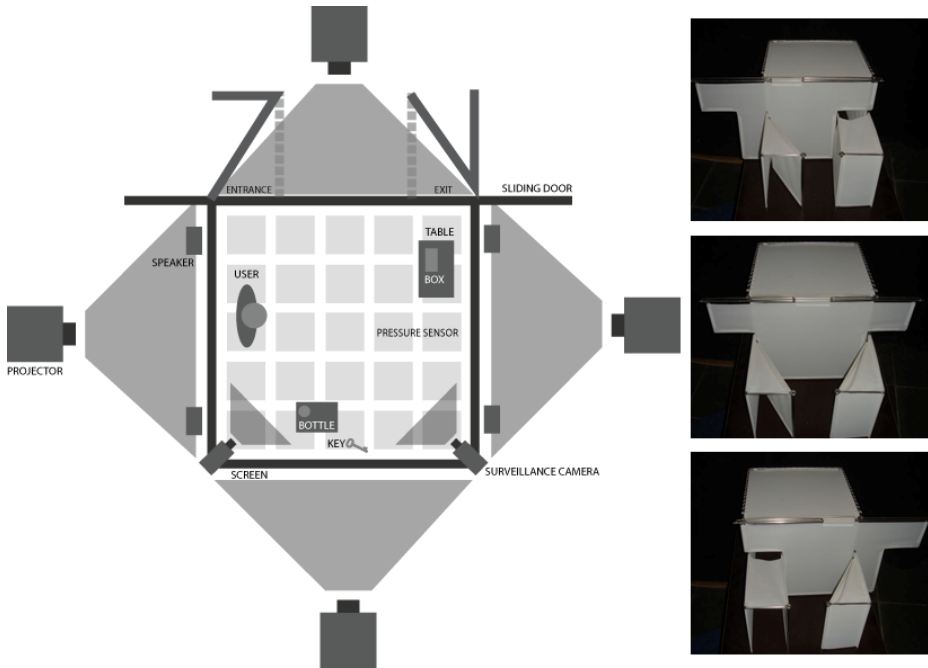 ENTRANCE
EXIT
SLIDING DOOR
TABLE
SPEAKER
USER
BOX
PRESSURE SENSOR
PROJECTOR
BOTTLE
KEY
SCREEN
SURVEILLANCE CAMERA